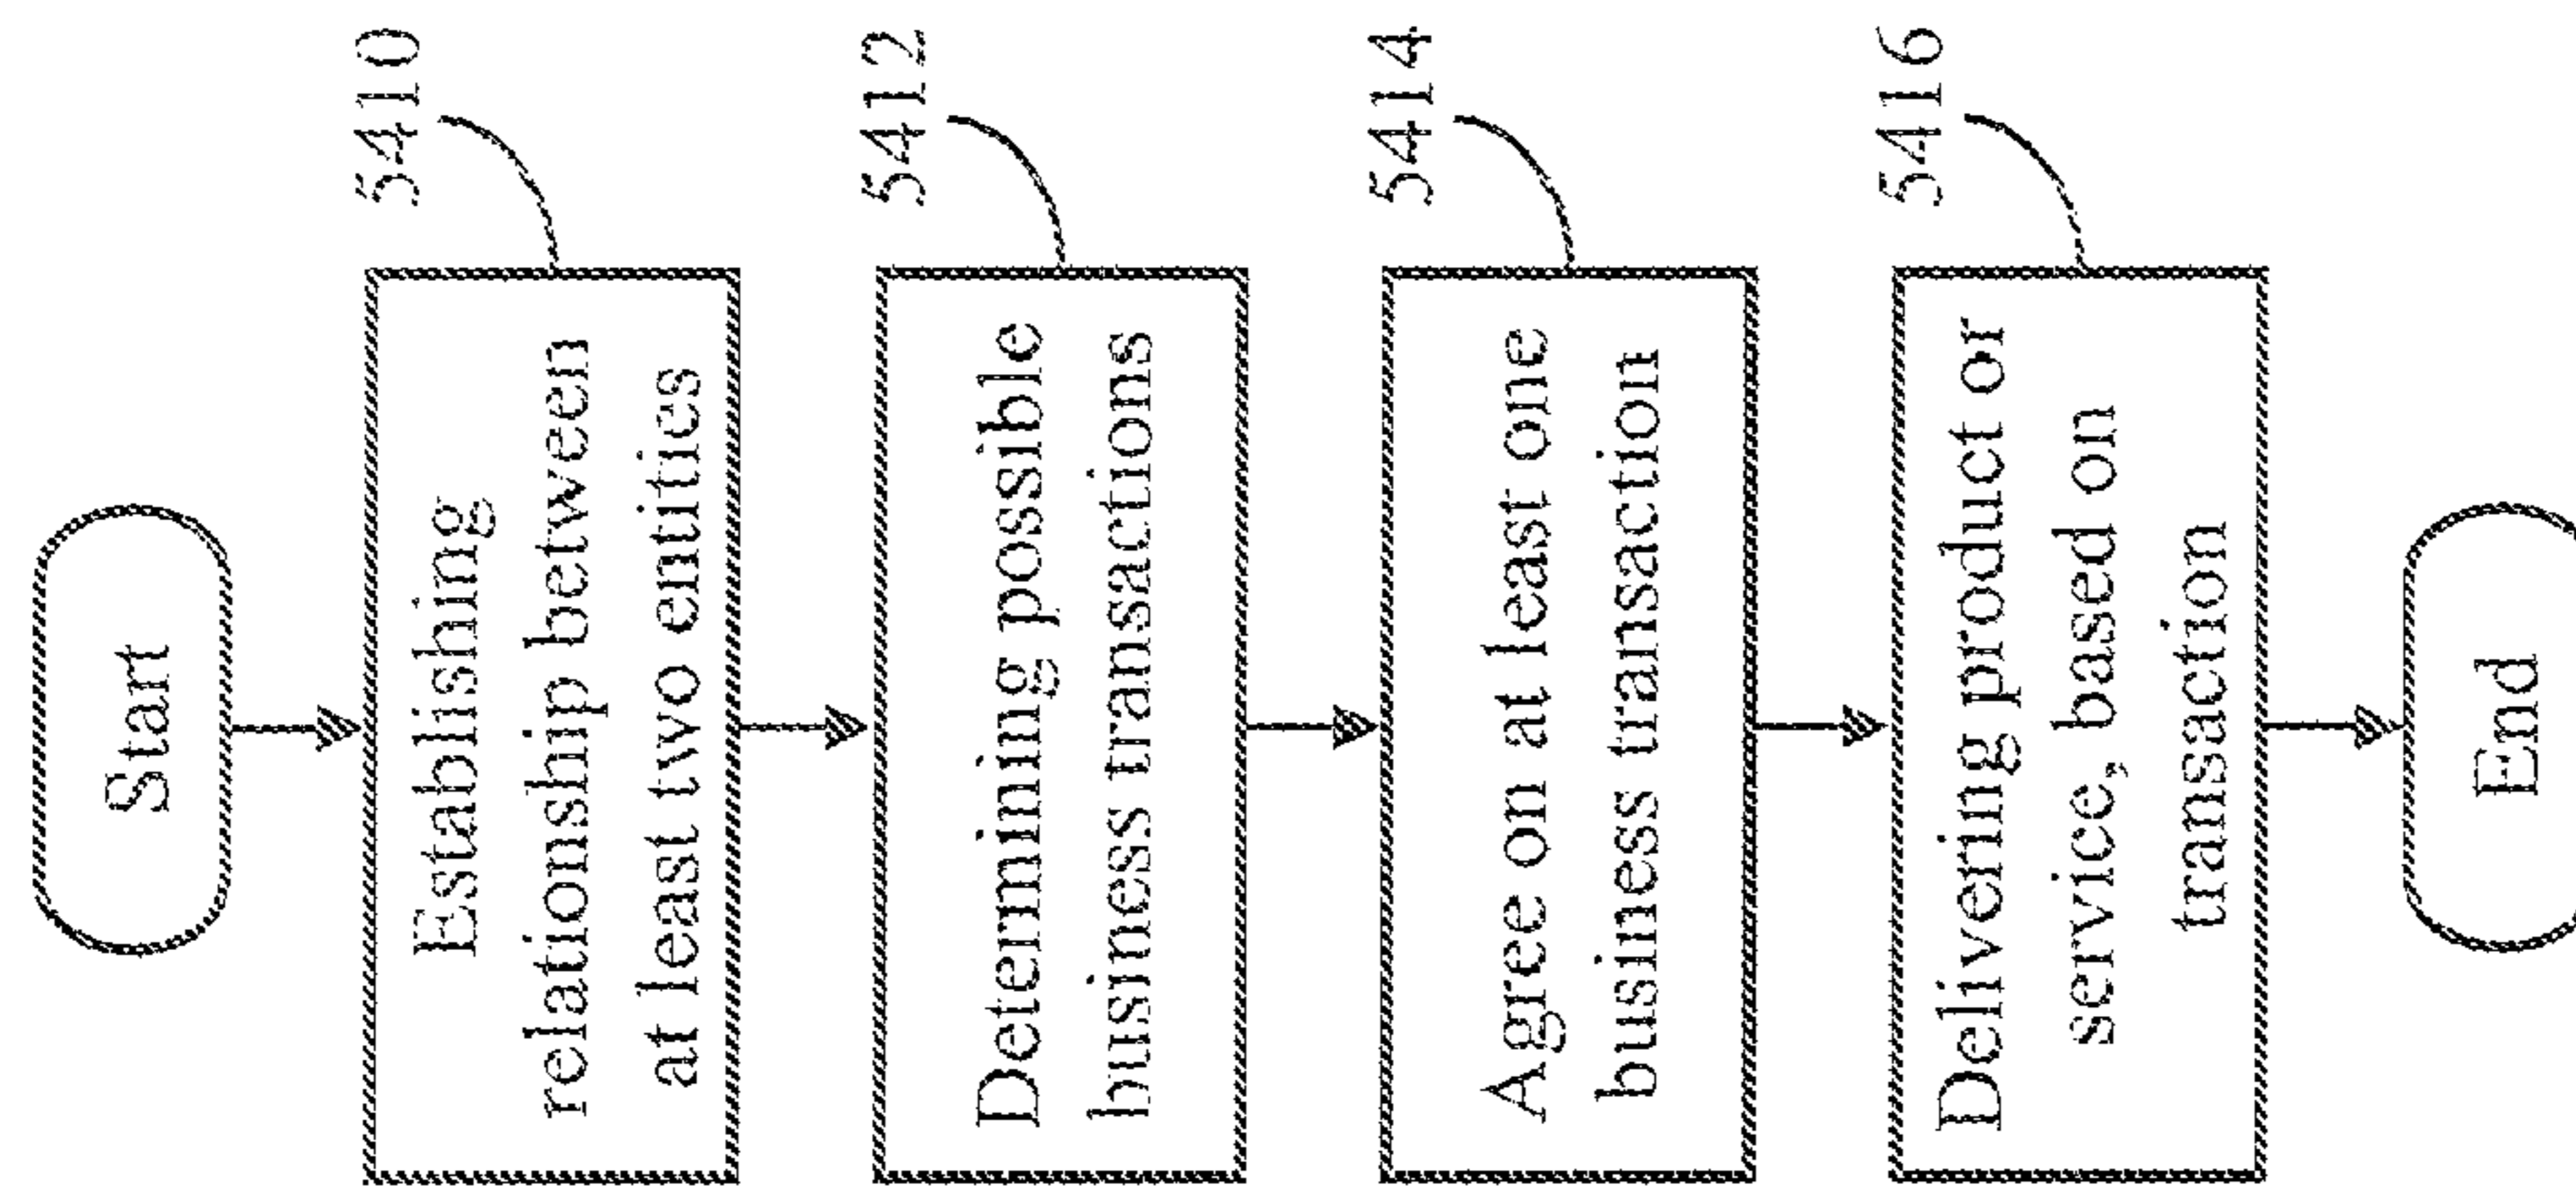 Start
Establishing
relationship between
at least two entities
5410
Determining possible
business transactions
5412
Agree on at least one
business transaction
5414
Delivering product or
service, based on
transaction
5416
End